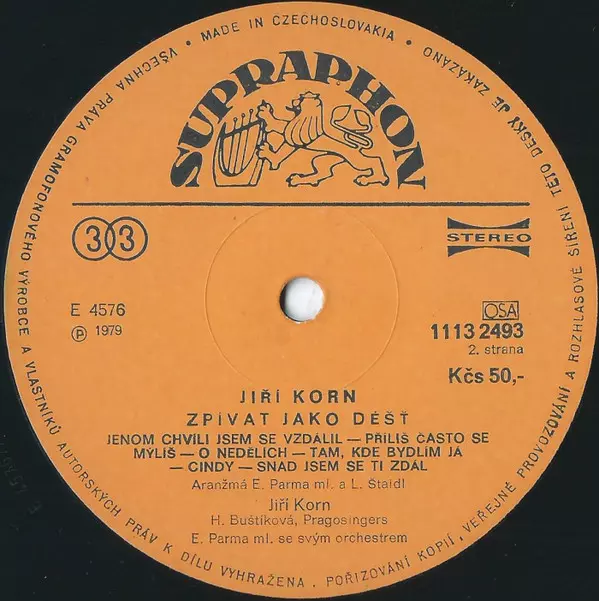 VŠECHNA PRÁVA GRAMOFONOVÉHO VÝROBCE A VLASTNÍKŮ AUTORSKÝCH PRÁV K DÍLU VYHRAŽENA . POŘIZOVÁNÍ KOPIÍ, VEŘEJNÉ PROVOZOVÁNÍ A ROZHLASOVÉ ŠÍŘENÍ TÉTO DESKY JE ZAKÁZÁNO
• MADE IN CZECHOSLOVAKIA •
SUPRAPHON
33
STEREO
E 4576
Ⓟ 1979
OSA
1113 2493
2. strana
Kčs 50,-
JIŘÍ KORN
ZPÍVAT JAKO DÉŠŤ
JENOM CHVÍLI JSEM SE VZDÁLIL — PŘÍLIŠ ČASTO SE
MÝLÍŠ — O NEDĚLÍCH — TAM, KDE BYDLÍM JÁ
— CINDY — SNAD JSEM SE TI ZDÁL
Aranžmá E. Parma ml. a L. Štaidl
Jiří Korn
H. Buštíková, Pragosingers
E. Parma ml. se svým orchestrem